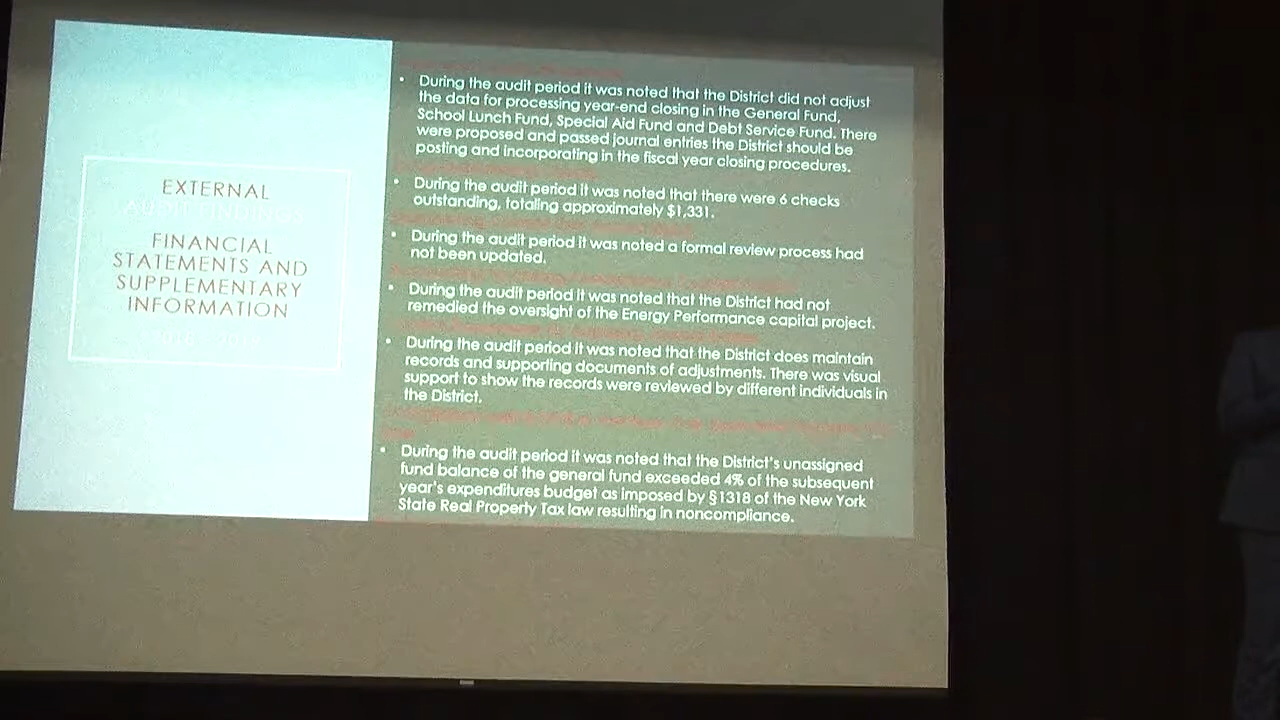 EXTERNAL
AUDIT FINDINGS
FINANCIAL
STATEMENTS AND
SUPPLEMENTARY
INFORMATION
• During the audit period it was noted that the District did not adjust
the data for processing year-end closing in the General Fund,
School Lunch Fund, Special Aid Fund and Debt Service Fund. There
were proposed and passed journal entries the District should be
posting and incorporating in the fiscal year closing procedures.
• During the audit period it was noted that there were 6 checks
outstanding, totaling approximately $1,331.
• During the audit period it was noted a formal review process had
not been updated.
• During the audit period it was noted that the District had not
remedied the oversight of the Energy Performance capital project.
• During the audit period it was noted that the District does maintain
records and supporting documents of adjustments. There was visual
support to show the records were reviewed by different individuals in
the District.
• During the audit period it was noted that the District's unassigned
fund balance of the general fund exceeded 4% of the subsequent
year's expenditures budget as imposed by §1318 of the New York
State Real Property Tax law resulting in noncompliance.